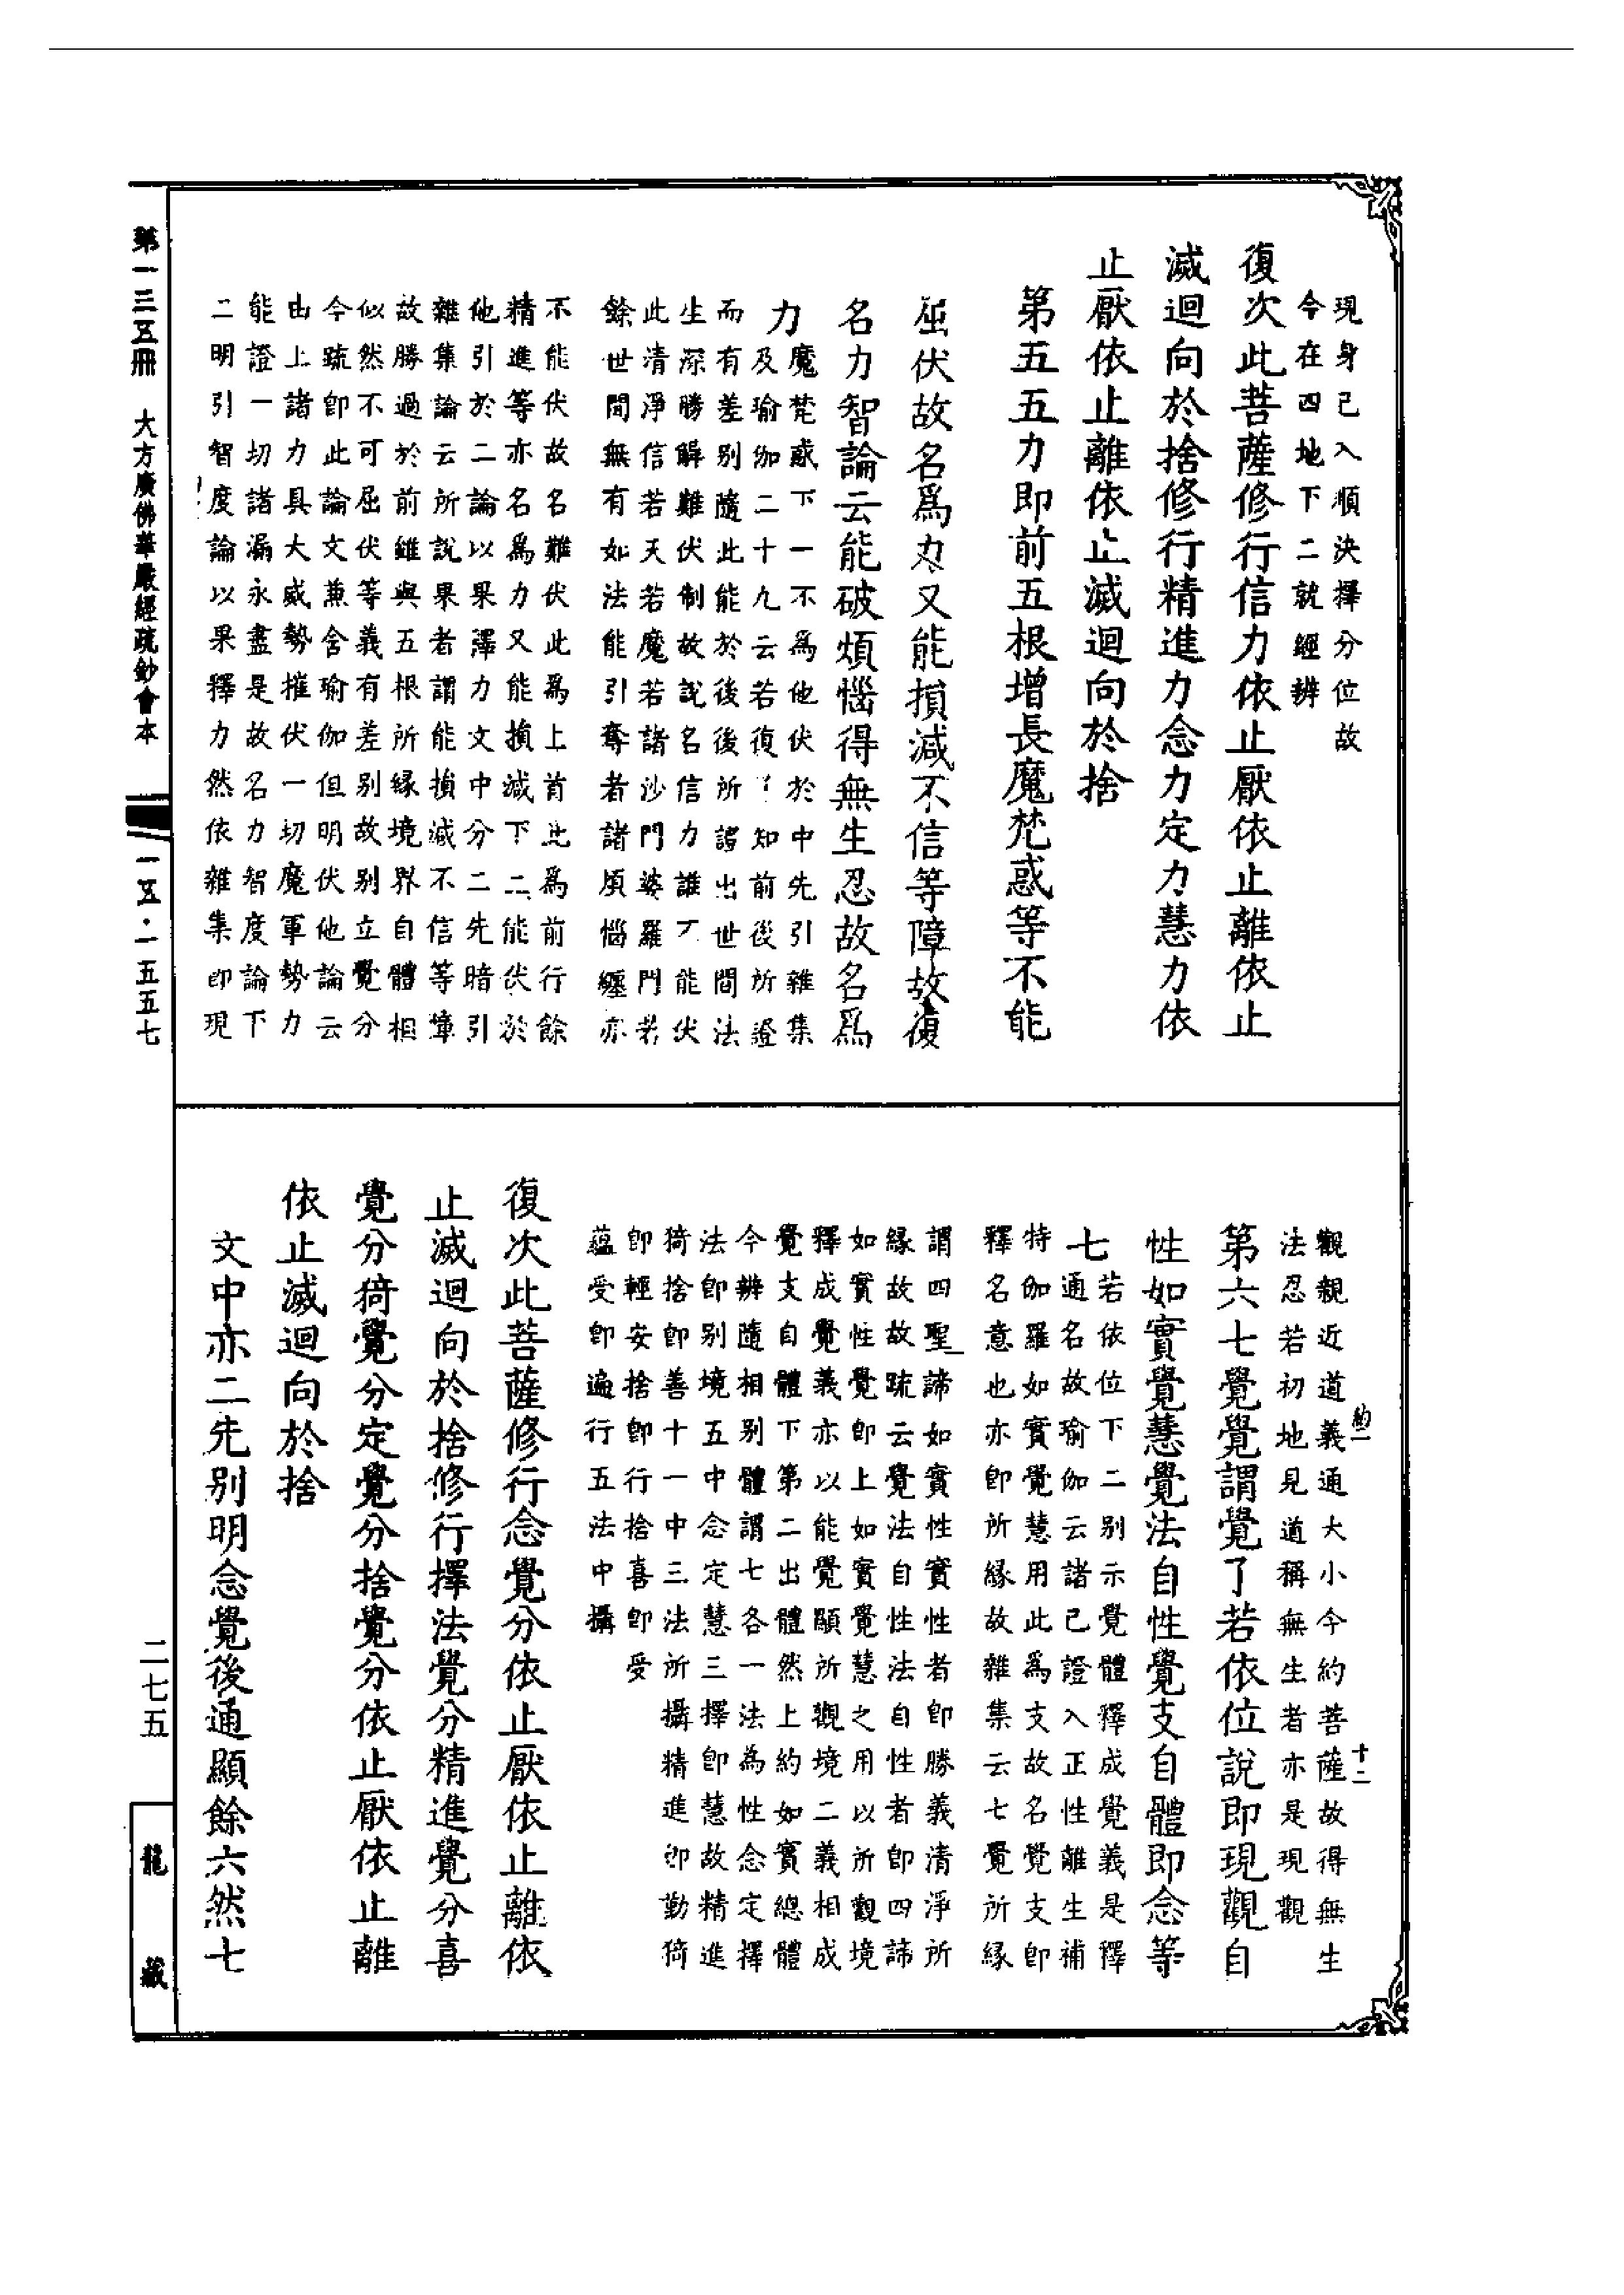 現身已入順決擇分位故
今在四地下二就經辨
復次此菩薩修行信力依止厭依止離依止
滅迴向於捨修行精進力念力定力慧力依
止厭依止離依止滅迴向於捨
第五五力即前五根增長魔梵惑等不能
屈伏故名為力又能損減不信等障故復
名力智論云能破煩惱得無生忍故名為
力
魔梵惑下一不為他伏於中先引雜集
及瑜伽二十九云若復了知前後所證
而有差別隨此能於後後所證出世間法
生深勝解難伏制故說名信力誰不能伏
此清淨信若天若魔若諸沙門婆羅門若
餘世間無有如法能引奪者諸煩惱纏亦
不能伏故名難伏此為上首此為前行餘
精進等亦名為力又能損減下二能伏於
他引於二論以果釋力文中分二先暗引
雜集論云所說果者謂能損減不信等障
故勝過於前雖與五根所緣境界自體相
似然不可屈伏等義有差別故別立覺分
今疏即此論文兼含瑜伽但明伏他論云
由上諸力具大威勢摧伏一切魔軍勢力
能證一切諸漏永盡是故名力智度論下
二明引智度論以果釋力然依雜集即現
觀親近道義通大小今約菩薩故得無生
法忍若初地見道稱無生者亦是現觀
第六七覺覺謂覺了若依位說即現觀自
性如實覺慧覺法自性覺支自體即念等
七
若依位下二別示覺體釋成覺義是釋
通名故瑜伽云諸已證入正性離生補
特伽羅如實覺慧用此為支故名覺支即
釋名意也亦即所緣故雜集云七覺所緣
謂四聖諦如實性實性者即勝義清淨所
緣故故疏云覺法自性法自性者即四諦
如實性覺即上如實覺慧之用以所觀境
釋成覺義亦以能覺顯所觀境二義相成
覺支自體下第二出體然上約如實總體
今辨隨相別體謂七各一法為性念定擇
法即別境五中念定慧三擇即慧故精進
猗捨即善十一中三法所攝精進即勤猗
即輕安捨即行捨喜即受
蘊受即遍行五法中攝
復次此菩薩修行念覺分依止厭依止離依
止滅迴向於捨修行擇法覺分精進覺分喜
覺分猗覺分定覺分捨覺分依止厭依止離
依止滅迴向於捨
文中亦二先別明念覺後通顯餘六然七
約一
十二
第一三五冊　大方廣佛華嚴經疏鈔會本
一五・一五五七
二七五
龍藏